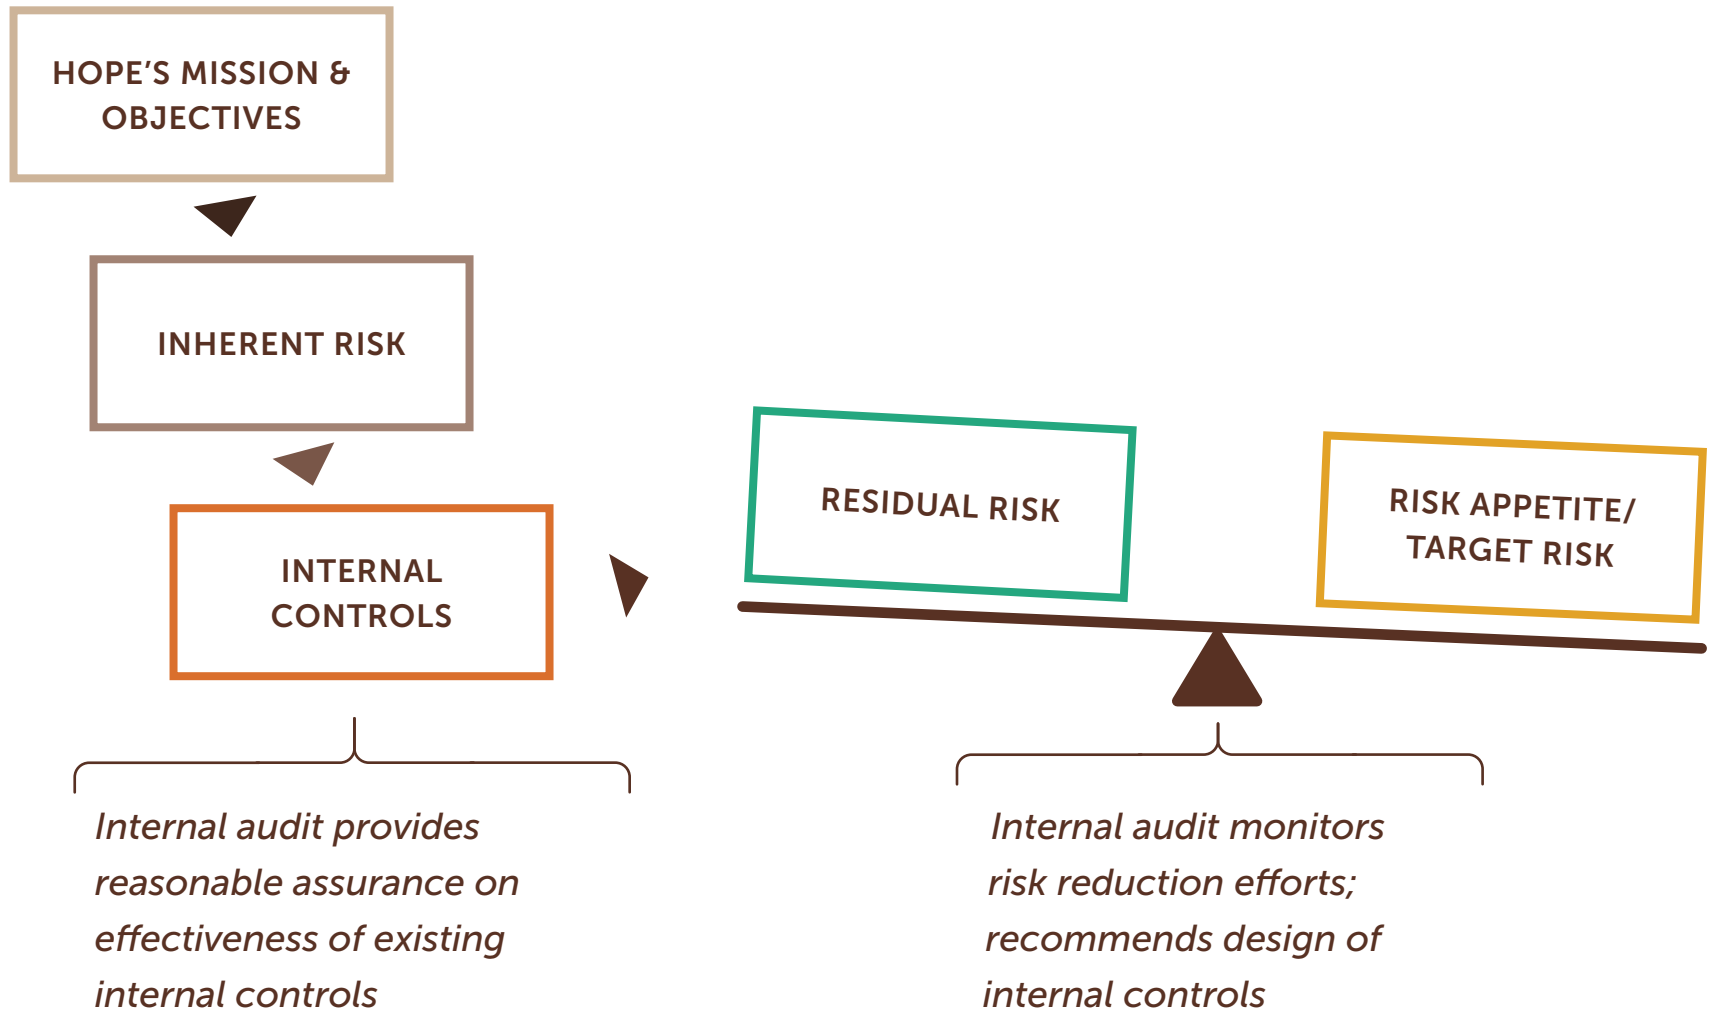 HOPE’S MISSION &
OBJECTIVES
INHERENT RISK
INTERNAL
CONTROLS
RESIDUAL RISK
RISK APPETITE/
TARGET RISK
Internal audit provides
reasonable assurance on
effectiveness of existing
internal controls
Internal audit monitors
risk reduction efforts;
recommends design of
internal controls